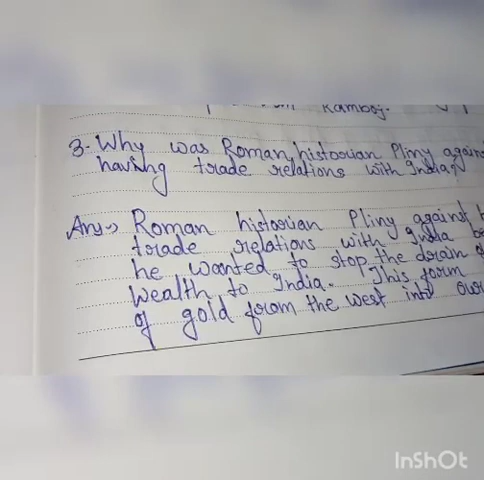 Kamboj.
3. Why was Roman historian Pliny against
having trade relations with India?
Ans→ Roman historian Pliny against
trade relations with India
he wanted to stop the drain
wealth to India. This form
of gold from the west into our
InShOt